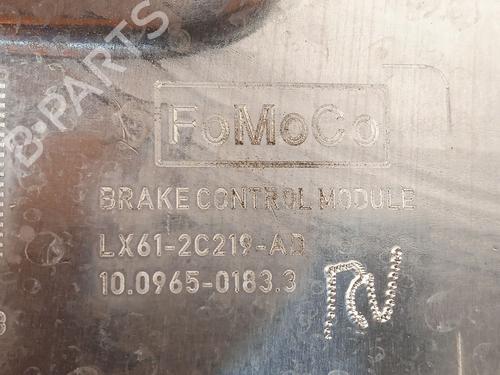 FoMoCo
BRAKE CONTROL MODULE
LX61-2C219-AD
10.0965-0183.3
B-PARTS